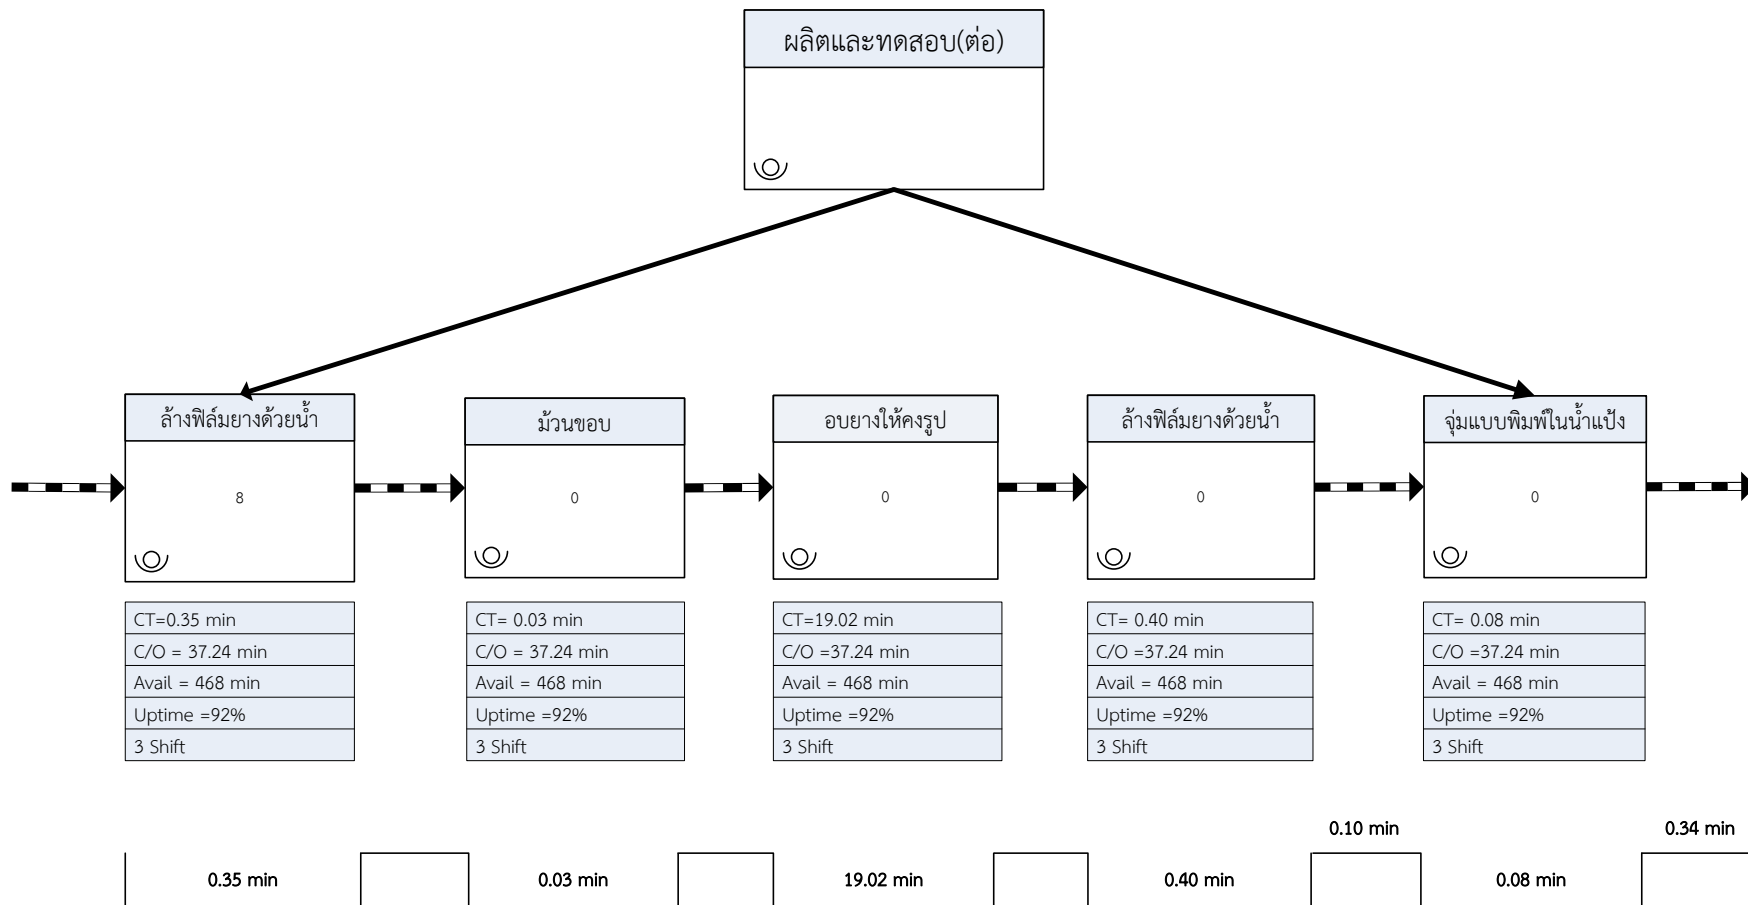 ผลิตและทดสอบ(ต่อ)
ล้างฟิล์มยางด้วยน้ำ
ม้วนขอบ
อบยางให้คงรูป
ล้างฟิล์มยางด้วยน้ำ
จุ่มแบบพิมพ์ในน้ำแป้ง
8
0
0
0
0
CT=0.35 min
C/O = 37.24 min
Avail = 468 min
Uptime =92%
3 Shift
CT= 0.03 min
C/O = 37.24 min
Avail = 468 min
Uptime =92%
3 Shift
CT=19.02 min
C/O =37.24 min
Avail = 468 min
Uptime =92%
3 Shift
CT= 0.40 min
C/O =37.24 min
Avail = 468 min
Uptime =92%
3 Shift
CT= 0.08 min
C/O =37.24 min
Avail = 468 min
Uptime =92%
3 Shift
0.10 min
0.34 min
0.35 min
0.03 min
19.02 min
0.40 min
0.08 min